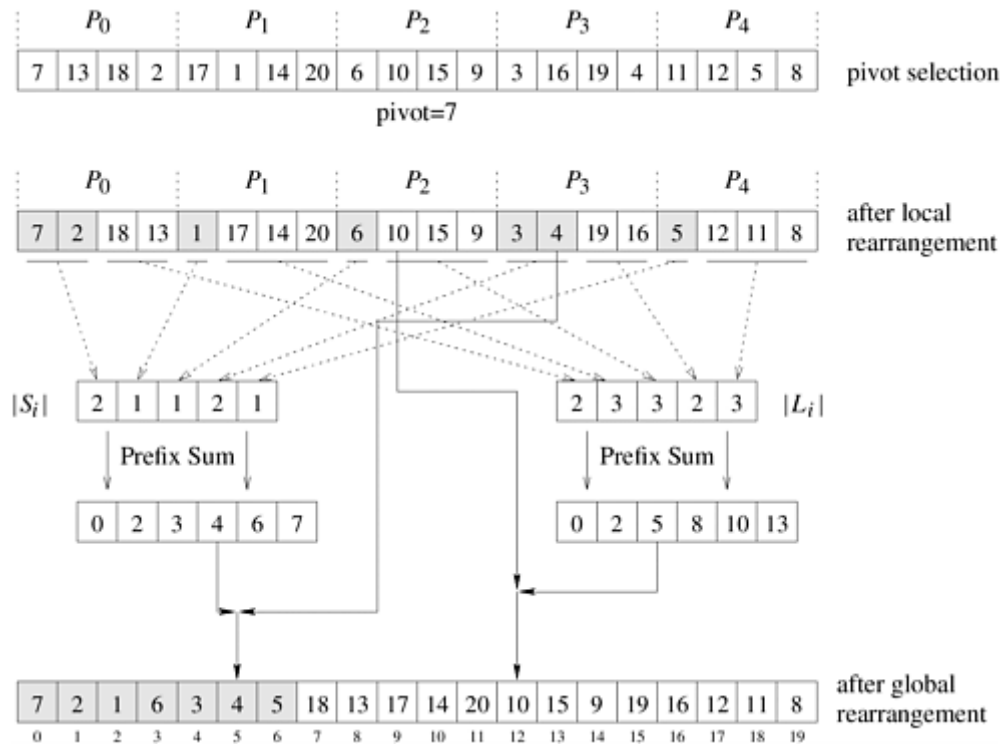 P0 P1 P2 P3 P4
7 13 18 2 17 1 14 20 6 10 15 9 3 16 19 4 11 12 5 8 pivot selection
pivot=7
P0 P1 P2 P3 P4
7 2 18 13 1 17 14 20 6 10 15 9 3 4 19 16 5 12 11 8 after local
rearrangement
|Si| 2 1 1 2 1 2 3 3 2 3 |Li|
Prefix Sum Prefix Sum
0 2 3 4 6 7 0 2 5 8 10 13
7 2 1 6 3 4 5 18 13 17 14 20 10 15 9 19 16 12 11 8 after global
rearrangement
0 1 2 3 4 5 6 7 8 9 10 11 12 13 14 15 16 17 18 19